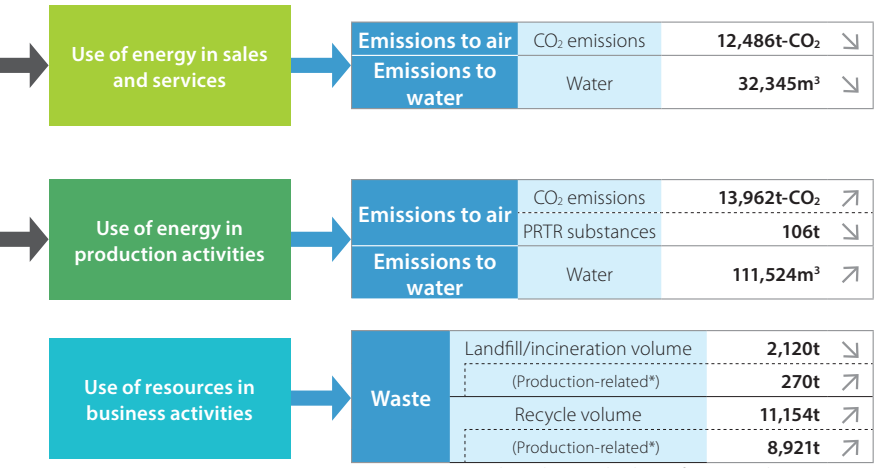 Use of energy in sales
and services
Emissions to air CO₂ emissions 12,486t-CO₂ ↘
Emissions to
water
Water 32,345m³ ↘
Use of energy in
production activities
Emissions to air
CO₂ emissions 13,962t-CO₂ ↗
PRTR substances 106t ↘
Emissions to
water
Water 111,524m³ ↗
Use of resources in
business activities
Waste
Landfill/incineration volume 2,120t ↘
(Production-related*) 270t ↗
Recycle volume 11,154t ↗
(Production-related*) 8,921t ↗